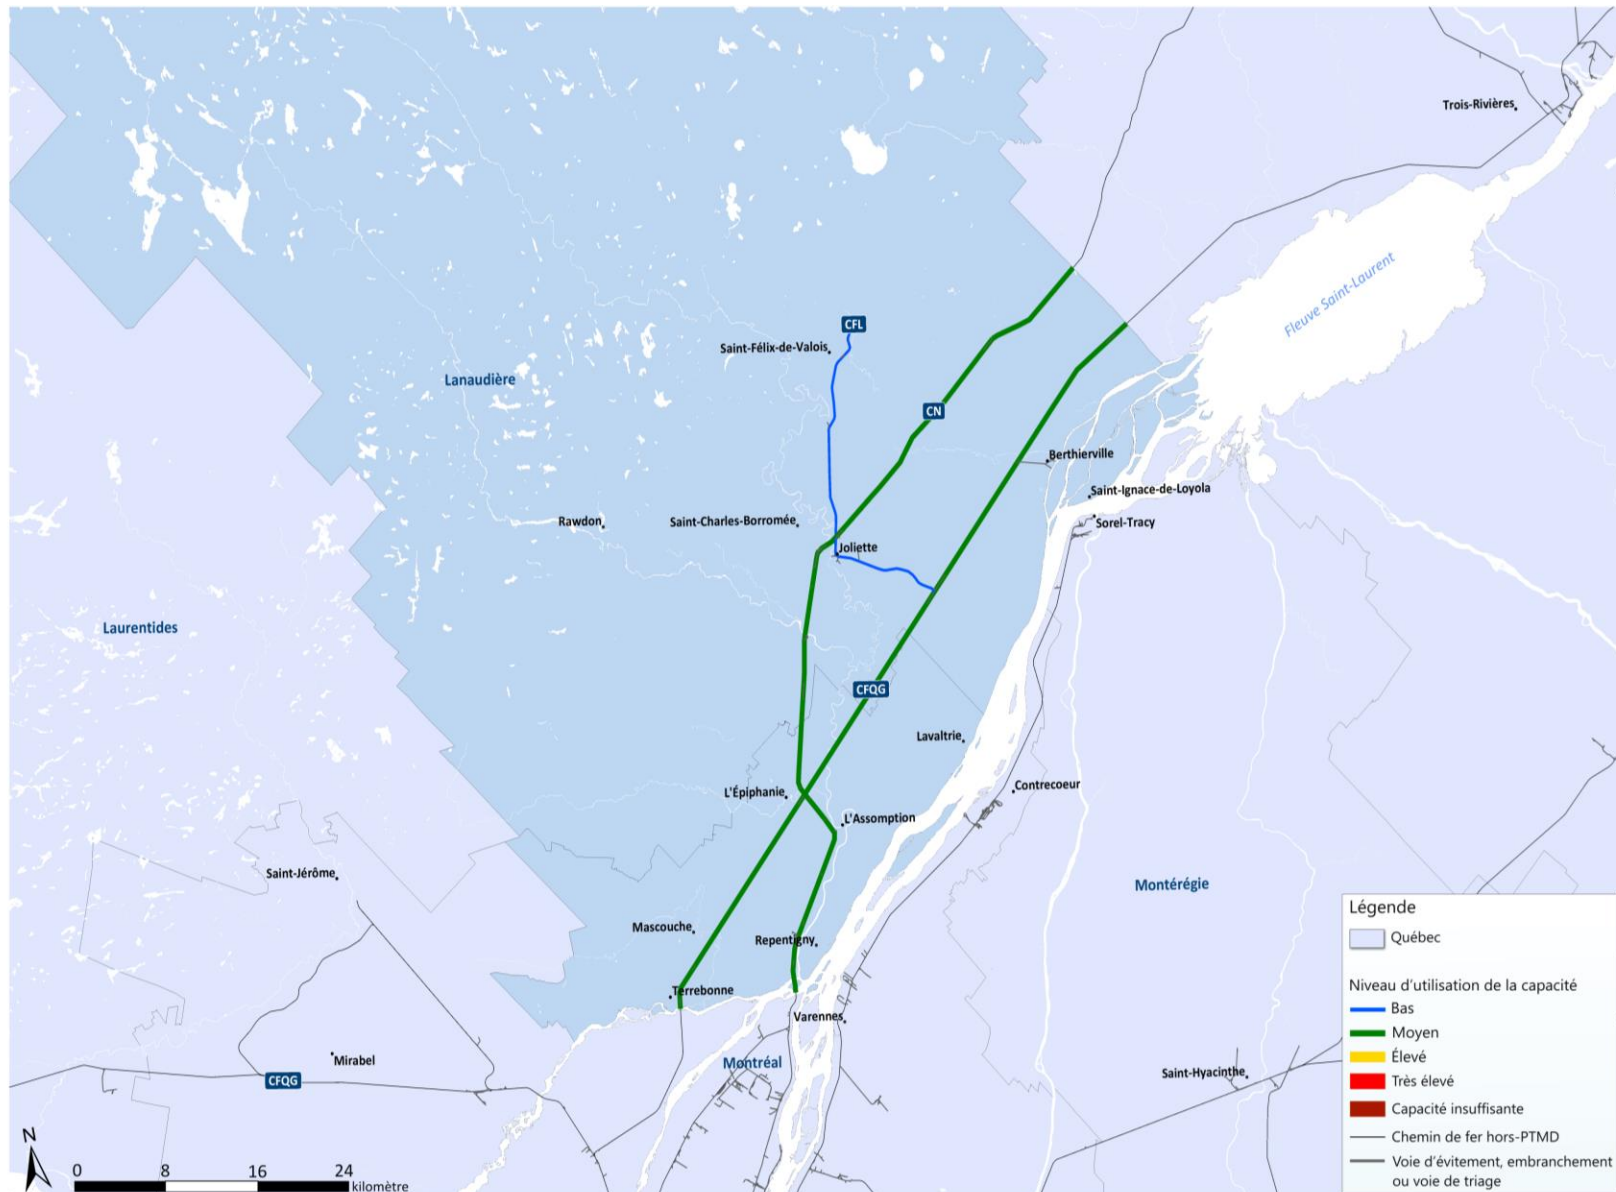 Trois-Rivières
Fleuve Saint-Laurent
CFL
Saint-Félix-de-Valois
Lanaudière
CN
Berthierville
Saint-Ignace-de-Loyola
Sorel-Tracy
Rawdon
Saint-Charles-Borromée
Joliette
Laurentides
CFQG
Lavaltrie
L'Épiphanie
Contrecoeur
L'Assomption
Saint-Jérôme
Montérégie
Mascouche
Repentigny
Terrebonne
Varennes
Mirabel
Montréal
CFQG
Saint-Hyacinthe
Légende
Québec
Niveau d'utilisation de la capacité
Bas
Moyen
Élevé
Très élevé
Capacité insuffisante
Chemin de fer hors-PTMD
Voie d'évitement, embranchement
ou voie de triage
N
0 8 16 24
kilomètre